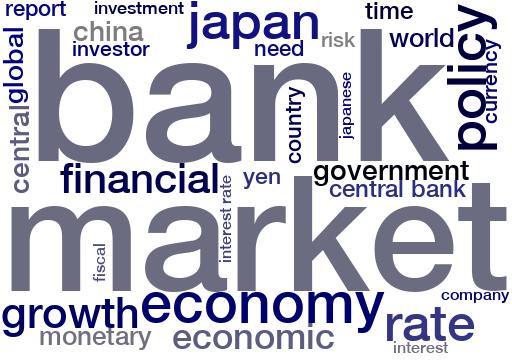 report
investment
japan
time
china
investor
need
risk
world
policy
currency
global
bank
central
country
japanese
financial
yen
government
central bank
interest rate
market
fiscal
growth
economy
company
rate
monetary
economic
interest